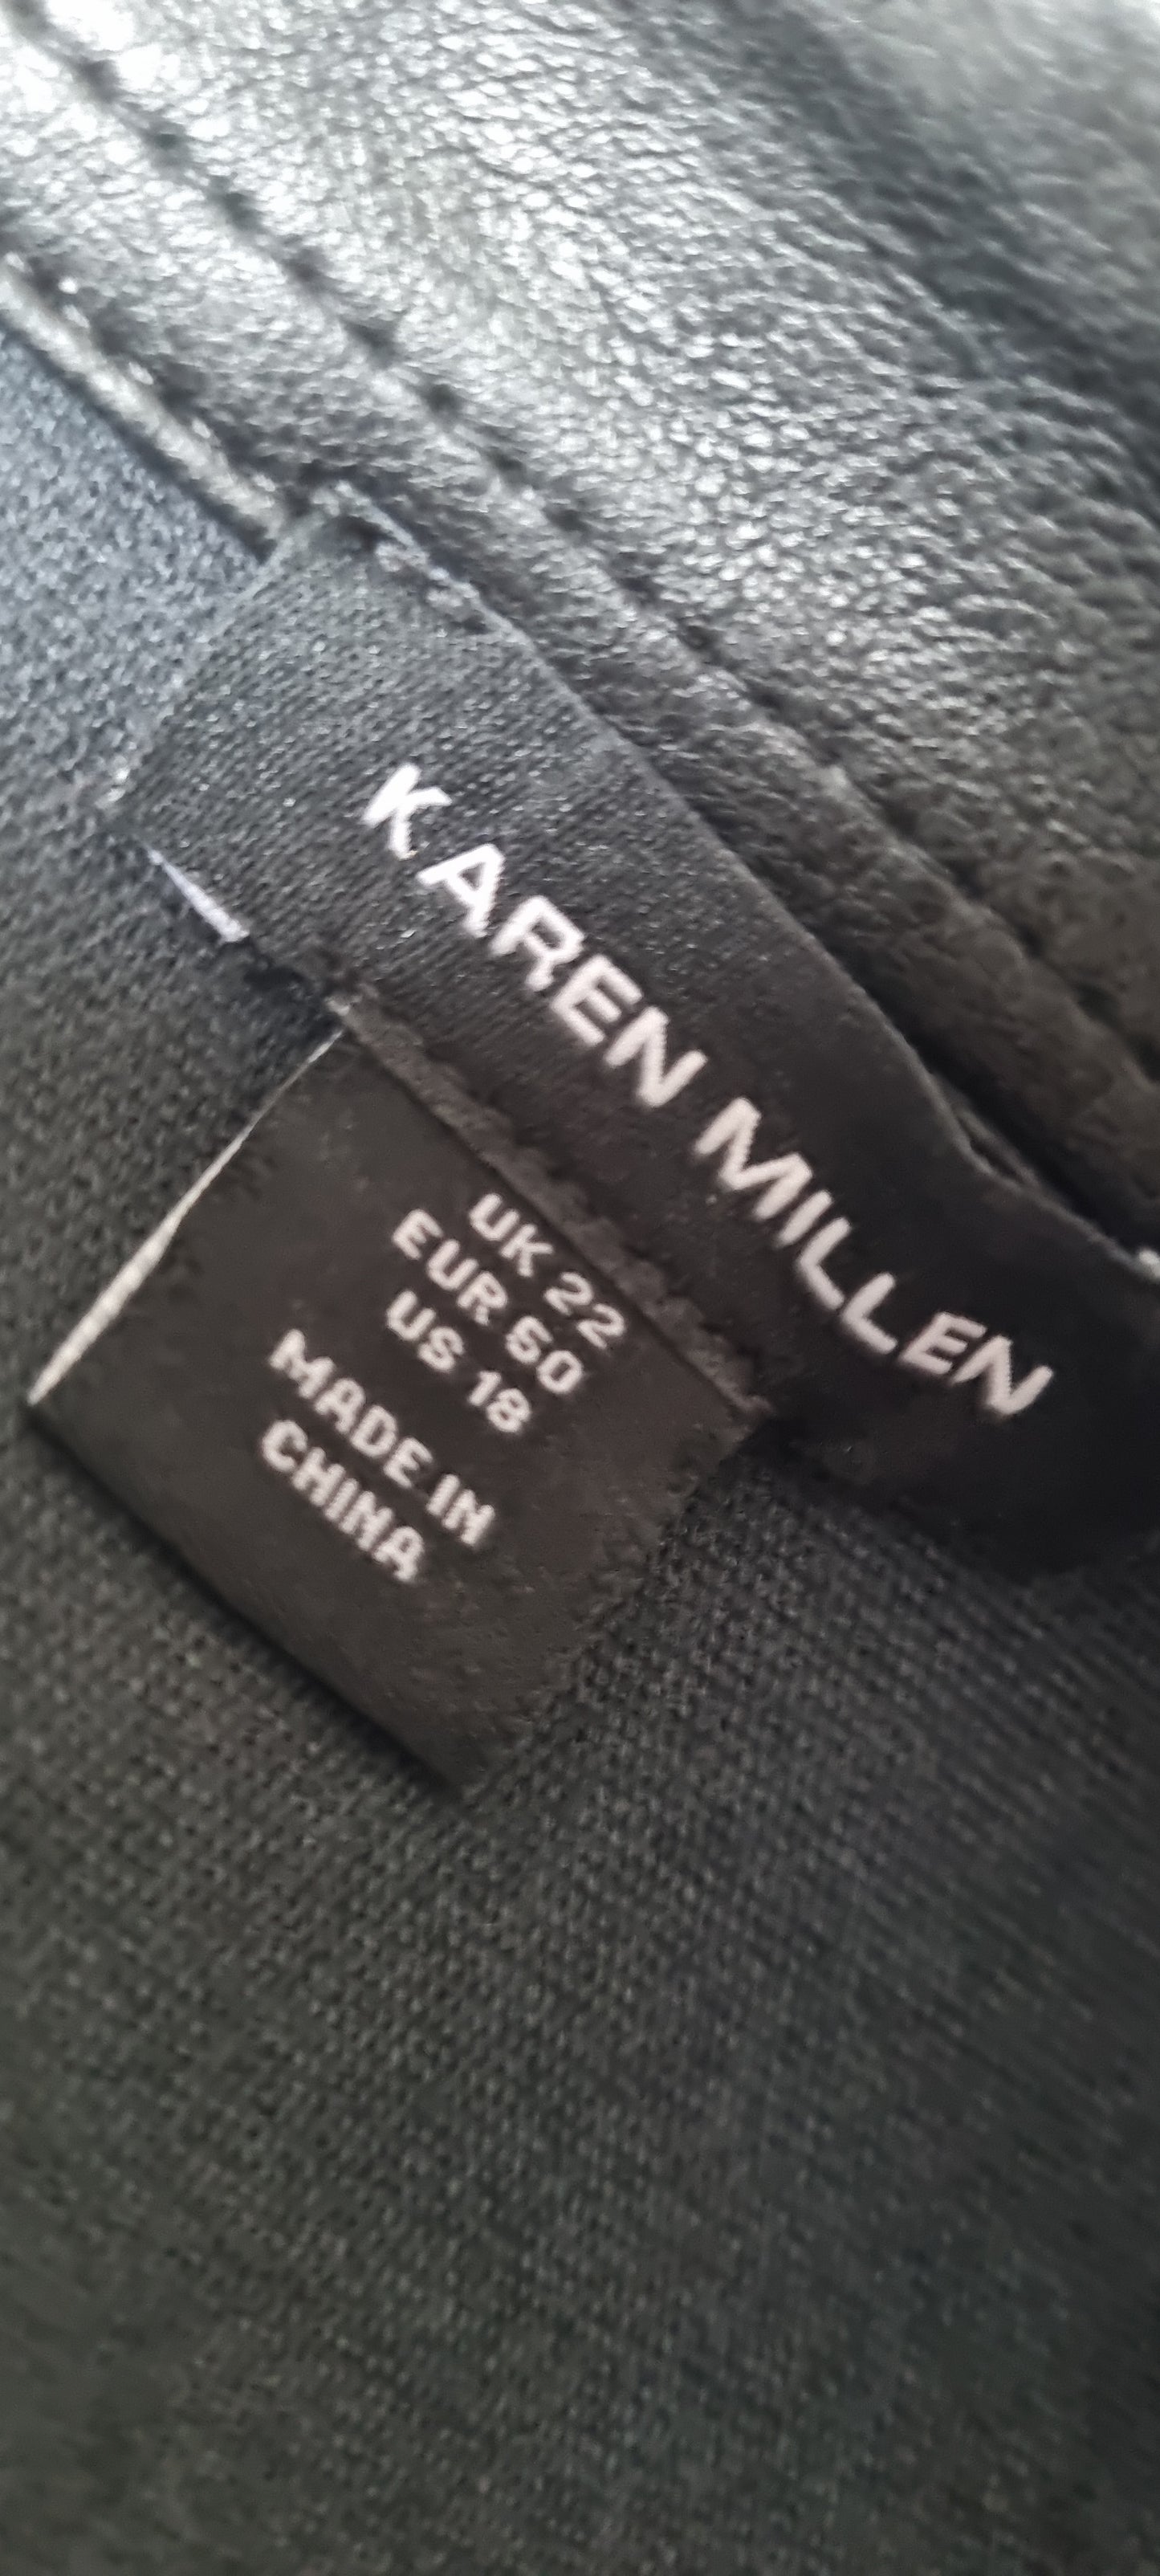 KAREN MILLEN
UK 22
EUR 50
US 18
MADE IN
CHINA